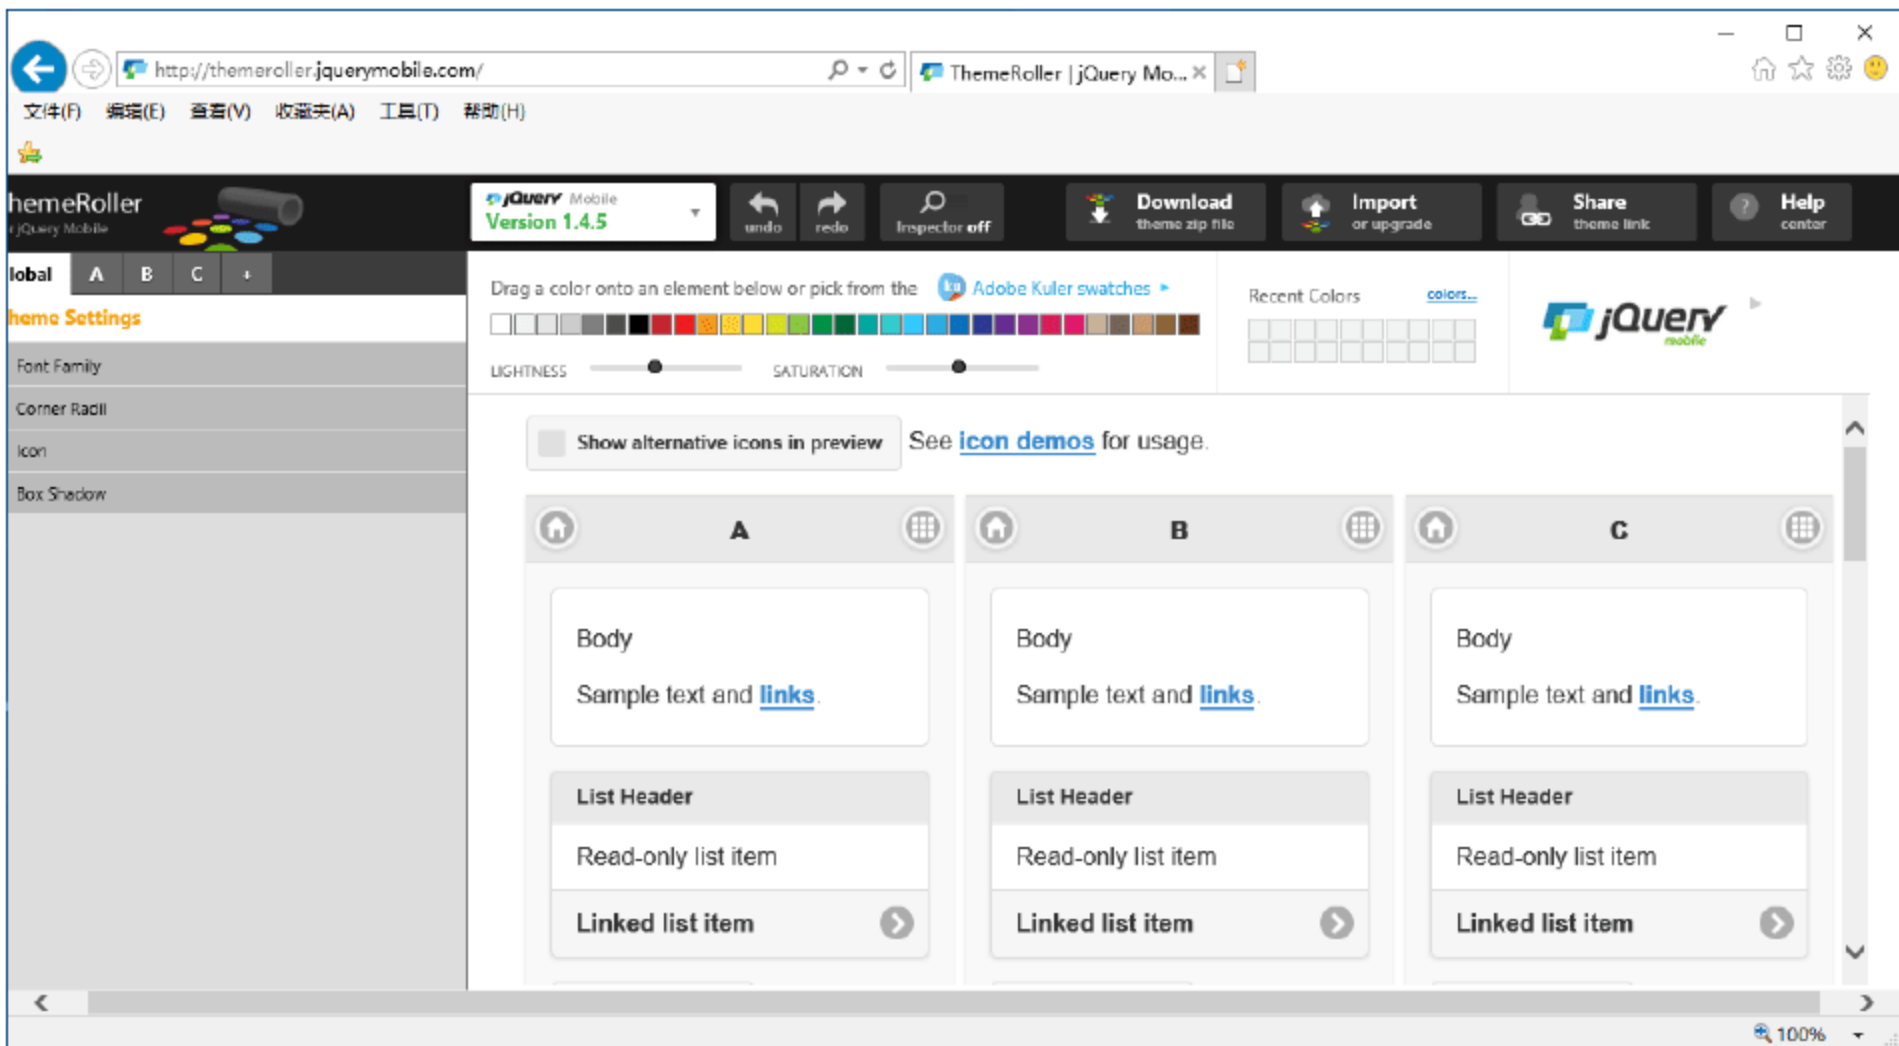 http://themeroller.jquerymobile.com/
ThemeRoller | jQuery Mo...
文件(F) 编辑(E) 查看(V) 收藏夹(A) 工具(T) 帮助(H)
hemeRoller
r jQuery Mobile
jQuery Mobile
Version 1.4.5
undo
redo
Inspector off
Download
theme zip file
Import
or upgrade
Share
theme link
Help
center
lobal A B C +
heme Settings
Font Family
Corner Radii
Icon
Box Shadow
Drag a color onto an element below or pick from the ku Adobe Kuler swatches
LIGHTNESS SATURATION
Recent Colors colors...
jQuery
mobile
Show alternative icons in preview See icon demos for usage.
A B C
Body
Sample text and links.
List Header
Read-only list item
Linked list item
Body
Sample text and links.
List Header
Read-only list item
Linked list item
Body
Sample text and links.
List Header
Read-only list item
Linked list item
100%